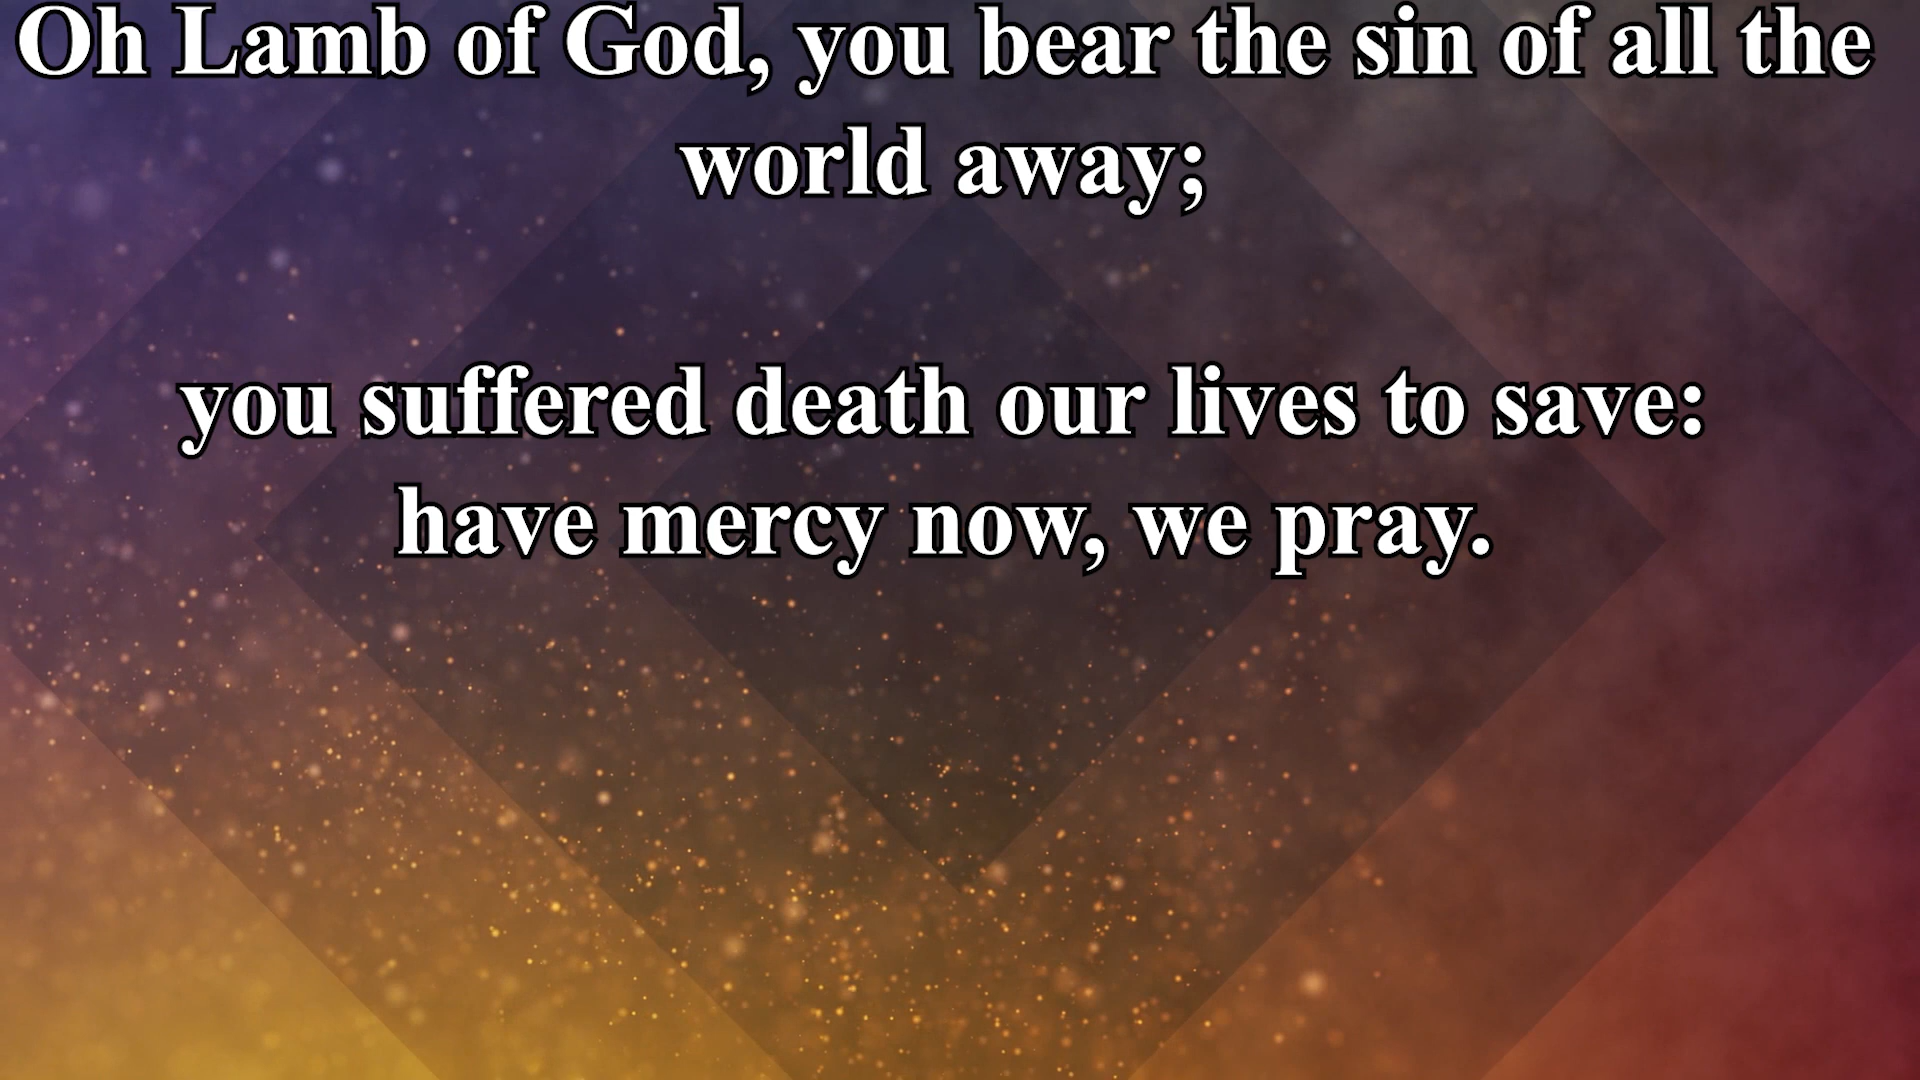 Oh Lamb of God, you bear the sin of all the
world away;
you suffered death our lives to save:
have mercy now, we pray.